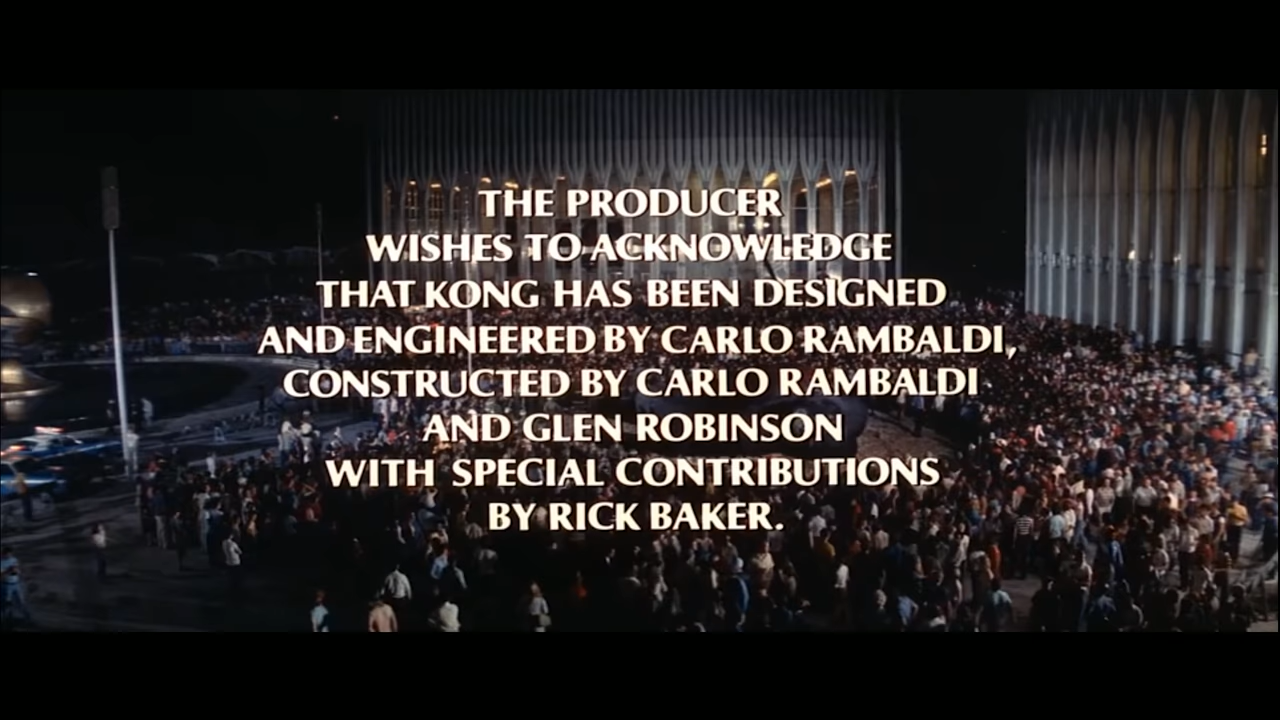 THE PRODUCER
WISHES TO ACKNOWLEDGE
THAT KONG HAS BEEN DESIGNED
AND ENGINEERED BY CARLO RAMBALDI,
CONSTRUCTED BY CARLO RAMBALDI
AND GLEN ROBINSON
WITH SPECIAL CONTRIBUTIONS
BY RICK BAKER.